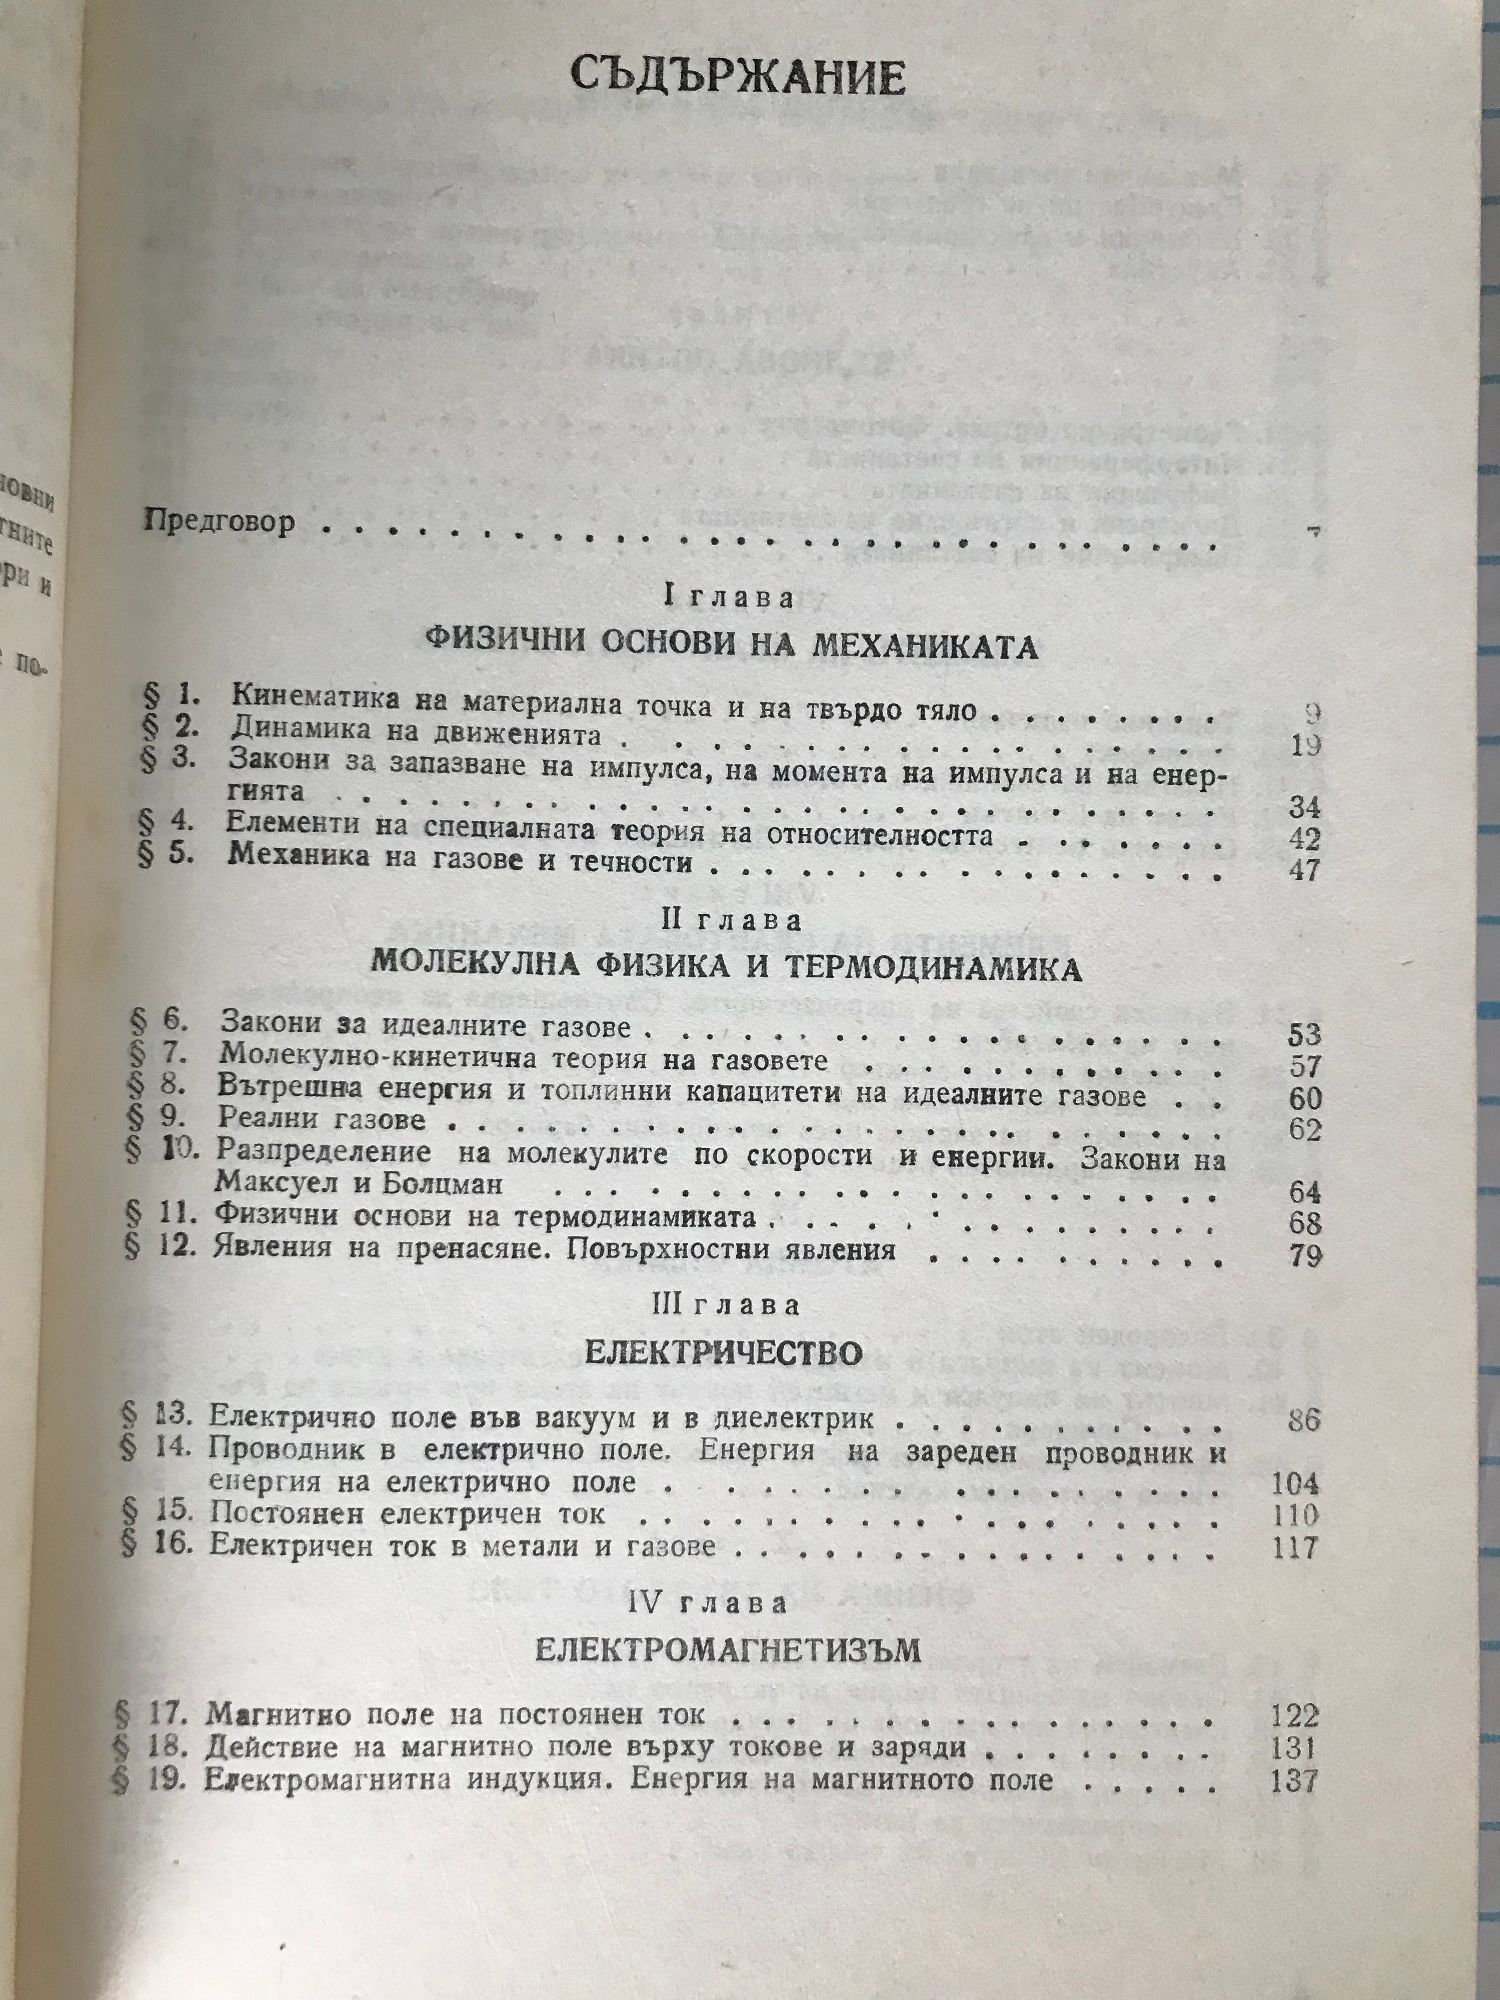 СЪДЪРЖАНИЕ
Предговор . . . . . . . . . . . . . . . . . . . . . . . . . . . . . 7
I глава
ФИЗИЧНИ ОСНОВИ НА МЕХАНИКАТА
§ 1. Кинематика на материална точка и на твърдо тяло . . . . . . . . 9
§ 2. Динамика на движенията . . . . . . . . . . . . . . . . . . 19
§ 3. Закони за запазване на импулса, на момента на импулса и на енер-
гията . . . . . . . . . . . . . . . . . . . . . . . . . . . . 34
§ 4. Елементи на специалната теория на относителността . . . . . . . 42
§ 5. Механика на газове и течности . . . . . . . . . . . . . . . . 47
II глава
МОЛЕКУЛНА ФИЗИКА И ТЕРМОДИНАМИКА
§ 6. Закони за идеалните газове . . . . . . . . . . . . . . . . . . 53
§ 7. Молекулно-кинетична теория на газовете . . . . . . . . . . . . 57
§ 8. Вътрешна енергия и топлинни капацитети на идеалните газове . . 60
§ 9. Реални газове . . . . . . . . . . . . . . . . . . . . . . . . 62
§ 10. Разпределение на молекулите по скорости и енергии. Закони на
Максуел и Болцман . . . . . . . . . . . . . . . . . . . . . 64
§ 11. Физични основи на термодинамиката . . . . . . . . . . . . . . 68
§ 12. Явления на пренасяне. Повърхностни явления . . . . . . . . . . 79
III глава
ЕЛЕКТРИЧЕСТВО
§ 13. Електрично поле във вакуум и в диелектрик . . . . . . . . . . . 86
§ 14. Проводник в електрично поле. Енергия на зареден проводник и
енергия на електрично поле . . . . . . . . . . . . . . . . . 104
§ 15. Постоянен електричен ток . . . . . . . . . . . . . . . . . . 110
§ 16. Електричен ток в метали и газове . . . . . . . . . . . . . . . 117
IV глава
ЕЛЕКТРОМАГНЕТИЗЪМ
§ 17. Магнитно поле на постоянен ток . . . . . . . . . . . . . . . . 122
§ 18. Действие на магнитно поле върху токове и заряди . . . . . . . . 131
§ 19. Електромагнитна индукция. Енергия на магнитното поле . . . . . 137